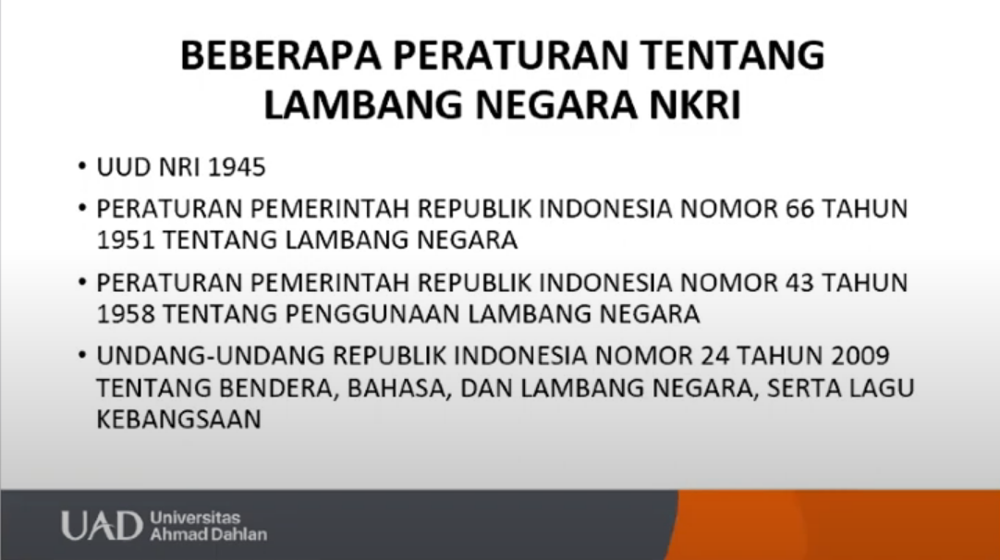 BEBERAPA PERATURAN TENTANG
LAMBANG NEGARA NKRI
• UUD NRI 1945
• PERATURAN PEMERINTAH REPUBLIK INDONESIA NOMOR 66 TAHUN
1951 TENTANG LAMBANG NEGARA
• PERATURAN PEMERINTAH REPUBLIK INDONESIA NOMOR 43 TAHUN
1958 TENTANG PENGGUNAAN LAMBANG NEGARA
• UNDANG-UNDANG REPUBLIK INDONESIA NOMOR 24 TAHUN 2009
TENTANG BENDERA, BAHASA, DAN LAMBANG NEGARA, SERTA LAGU
KEBANGSAAN
UAD Universitas
Ahmad Dahlan